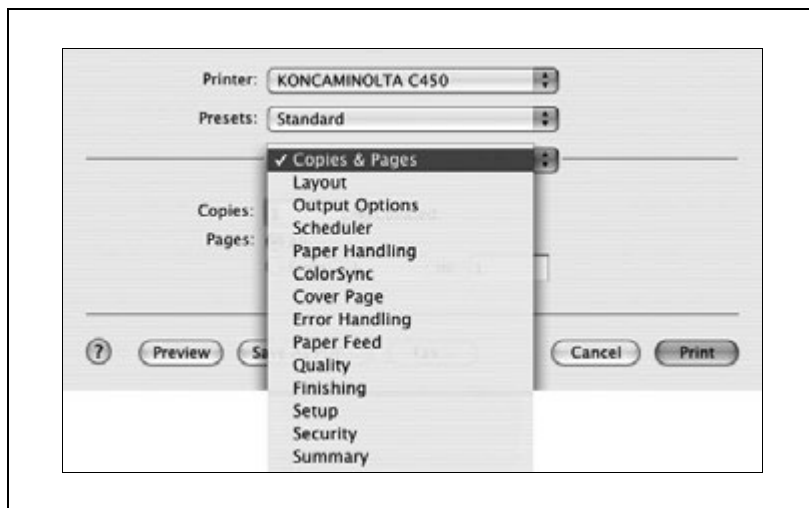 Printer: KONCAMINOLTA C450
Presets: Standard
✓ Copies & Pages
Layout
Output Options
Scheduler
Paper Handling
ColorSync
Cover Page
Error Handling
Paper Feed
Quality
Finishing
Setup
Security
Summary
Copies:
Pages:
? Preview
Cancel Print